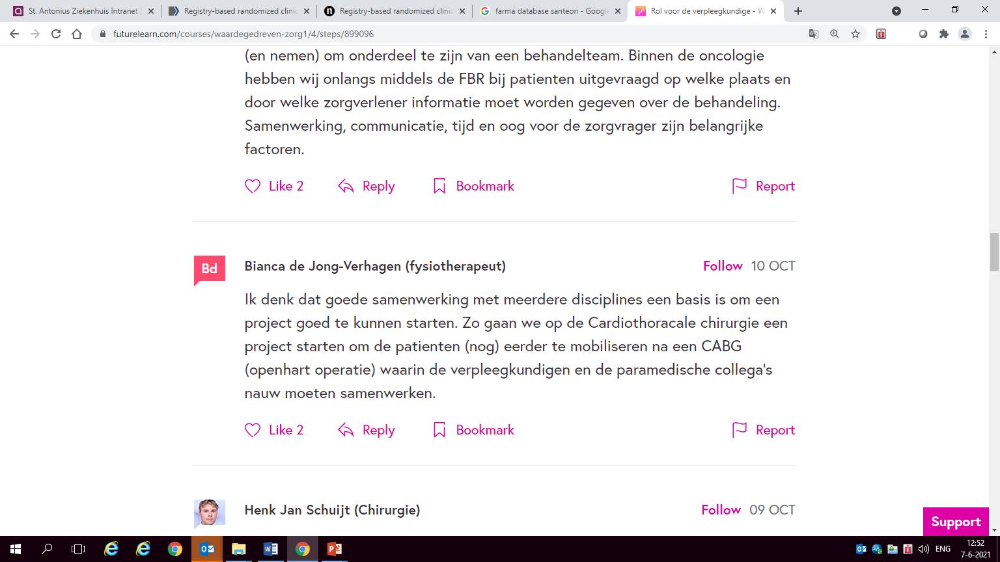 St. Antonius Ziekenhuis Intranet |
Registry-based randomized clinic
Registry-based randomized clinic
farma database santeon - Google
Rol voor de verpleegkundige - W
futurelearn.com/courses/waardegedreven-zorg1/4/steps/899096
(en nemen) om onderdeel te zijn van een behandelteam. Binnen de oncologie
hebben wij onlangs middels de FBR bij patienten uitgevraagd op welke plaats en
door welke zorgverlener informatie moet worden gegeven over de behandeling.
Samenwerking, communicatie, tijd en oog voor de zorgvrager zijn belangrijke
factoren.
Like 2 Reply Bookmark Report
Bd
Bianca de Jong-Verhagen (fysiotherapeut) Follow 10 OCT
Ik denk dat goede samenwerking met meerdere disciplines een basis is om een
project goed te kunnen starten. Zo gaan we op de Cardiothoracale chirurgie een
project starten om de patienten (nog) eerder te mobiliseren na een CABG
(openhart operatie) waarin de verpleegkundigen en de paramedische collega's
nauw moeten samenwerken.
Like 2 Reply Bookmark Report
Henk Jan Schuijt (Chirurgie) Follow 09 OCT
Support
ENG
12:52
7-6-2021